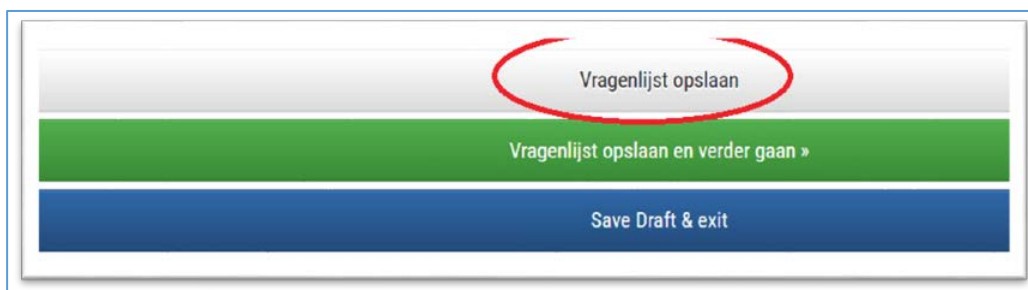 Vragenlijst opslaan
Vragenlijst opslaan en verder gaan »
Save Draft & exit